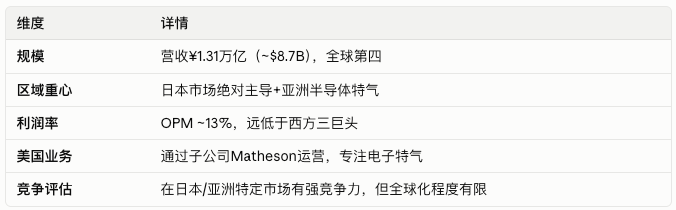 维度 详情
规模 营收¥1.31万亿（~$8.7B），全球第四
区域重心 日本市场绝对主导+亚洲半导体特气
利润率 OPM ~13%，远低于西方三巨头
美国业务 通过子公司Matheson运营，专注电子特气
竞争评估 在日本/亚洲特定市场有强竞争力，但全球化程度有限